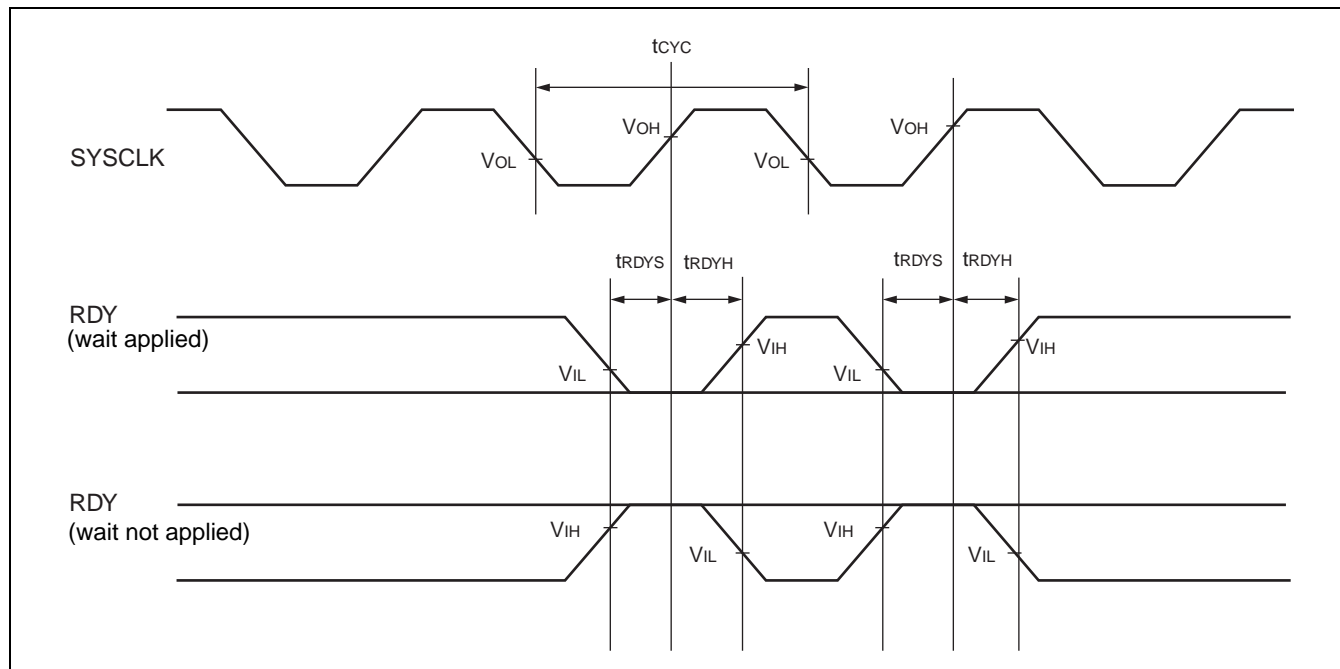 tCYC
SYSCLK
VOL
VOH
VOL
VOH
tRDYS
tRDYH
tRDYS
tRDYH
RDY
(wait applied)
VIL
VIH
VIL
VIH
RDY
(wait not applied)
VIH
VIL
VIH
VIL